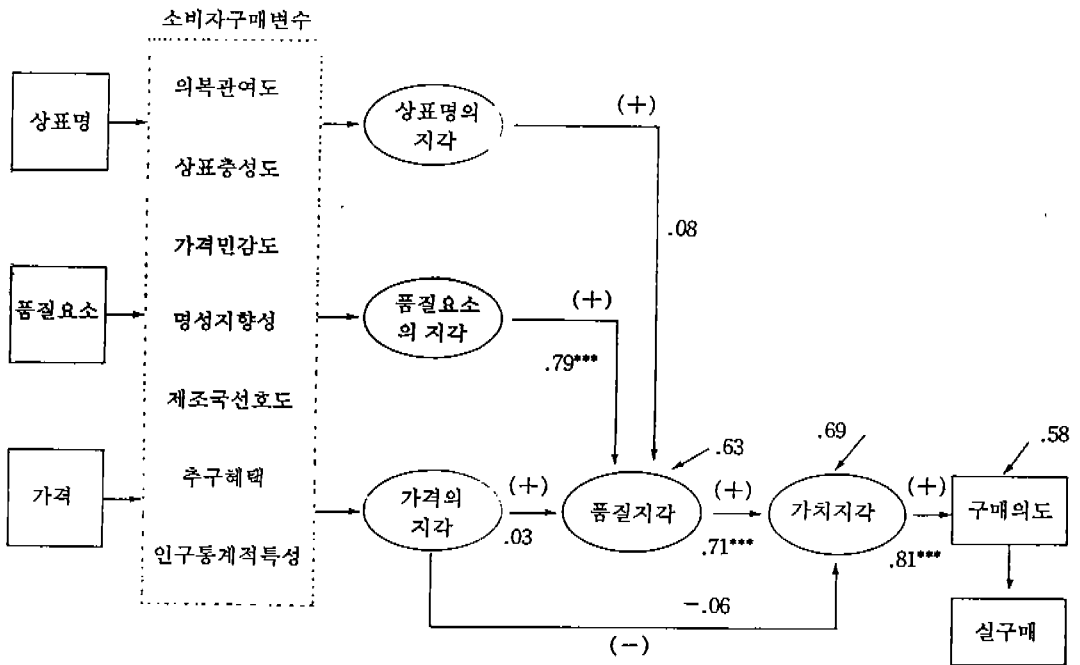 소비자구매변수
상표명
품질요소
가격
의복관여도
상표충성도
가격민감도
명성지향성
제조국선호도
추구혜택
인구통계적특성
상표명의
지각
(+)
.08
품질요소
의 지각
(+)
.79***
가격의
지각
(+)
.03
품질지각
.63
(+)
.71***
가치지각
.69
(+)
.81***
구매의도
.58
-.06
(-)
실구매